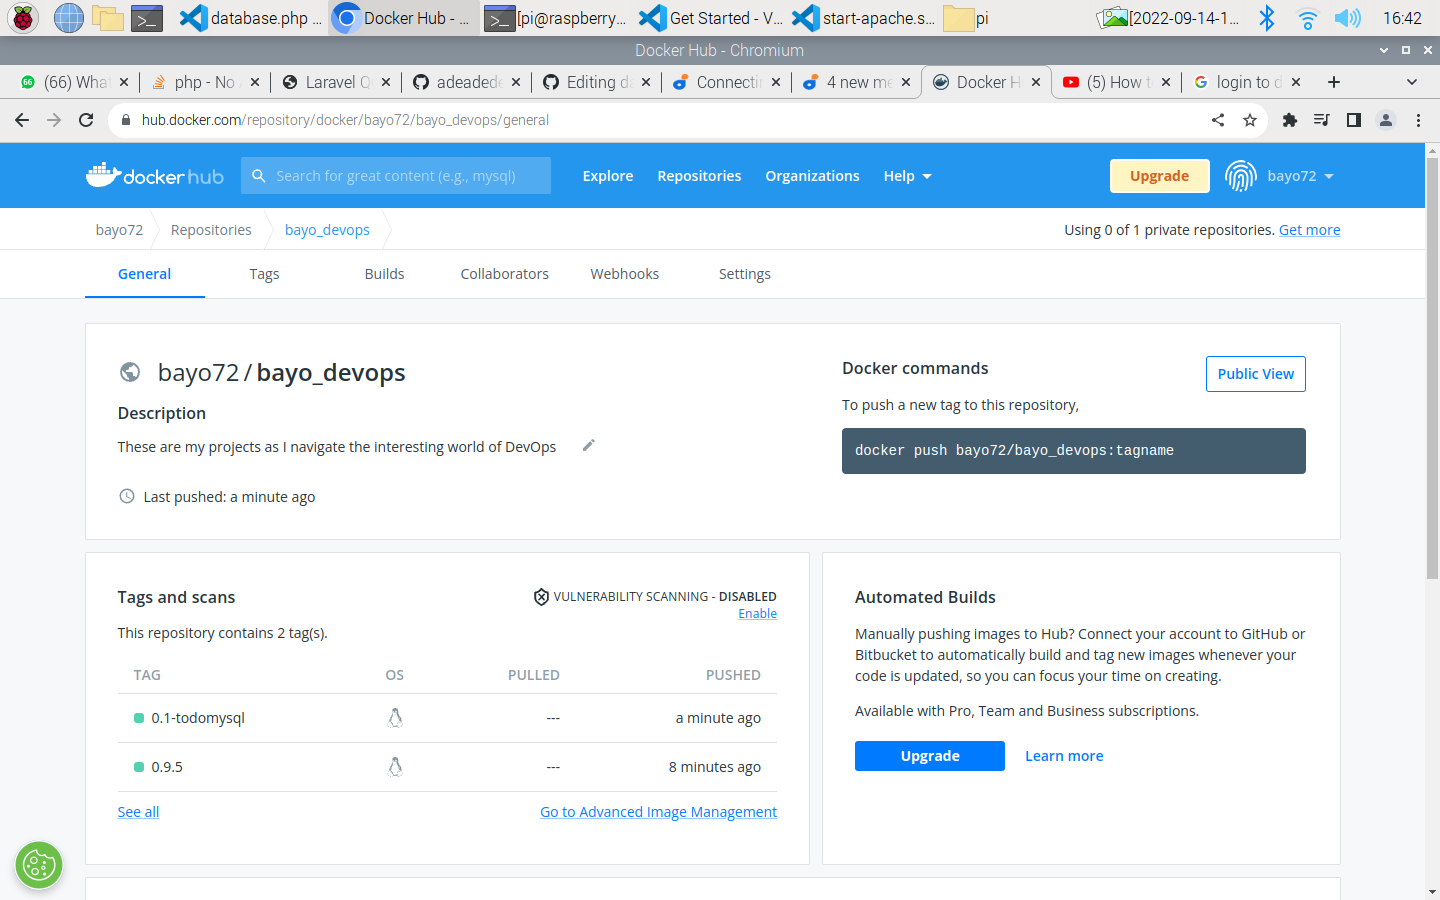 database.php ... Docker Hub - ... [pi@raspberry... Get Started - V... start-apache.s... pi [2022-09-14-1... 16:42
Docker Hub - Chromium
(66) What php - No A Laravel Q adeadede Editing da Connectin 4 new me Docker H (5) How t login to d
hub.docker.com/repository/docker/bayo72/bayo_devops/general
docker hub Search for great content (e.g., mysql) Explore Repositories Organizations Help Upgrade bayo72
bayo72 Repositories bayo_devops Using 0 of 1 private repositories. Get more
General Tags Builds Collaborators Webhooks Settings
bayo72 / bayo_devops
Description
These are my projects as I navigate the interesting world of DevOps
Last pushed: a minute ago
Docker commands
Public View
To push a new tag to this repository,
docker push bayo72/bayo_devops:tagname
Tags and scans
VULNERABILITY SCANNING - DISABLED
Enable
This repository contains 2 tag(s).
TAG OS PULLED PUSHED
0.1-todomysql --- a minute ago
0.9.5 --- 8 minutes ago
See all Go to Advanced Image Management
Automated Builds
Manually pushing images to Hub? Connect your account to GitHub or
Bitbucket to automatically build and tag new images whenever your
code is updated, so you can focus your time on creating.
Available with Pro, Team and Business subscriptions.
Upgrade Learn more